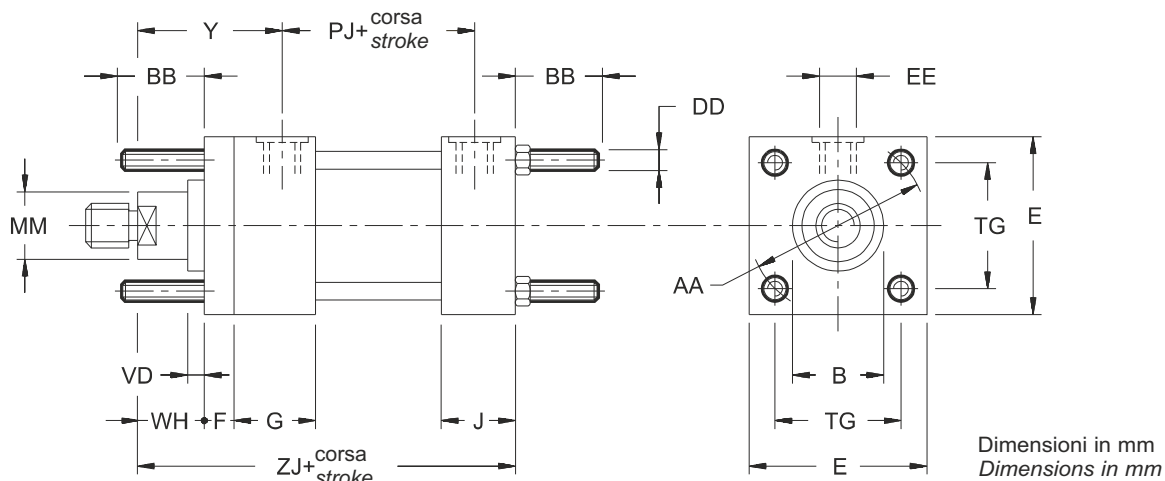 Y
PJ+ corsa
stroke
BB
BB
EE
DD
MM
TG
E
AA
VD
B
WH
F
G
J
TG
ZJ+ corsa
stroke
E
Dimensioni in mm
Dimensions in mm